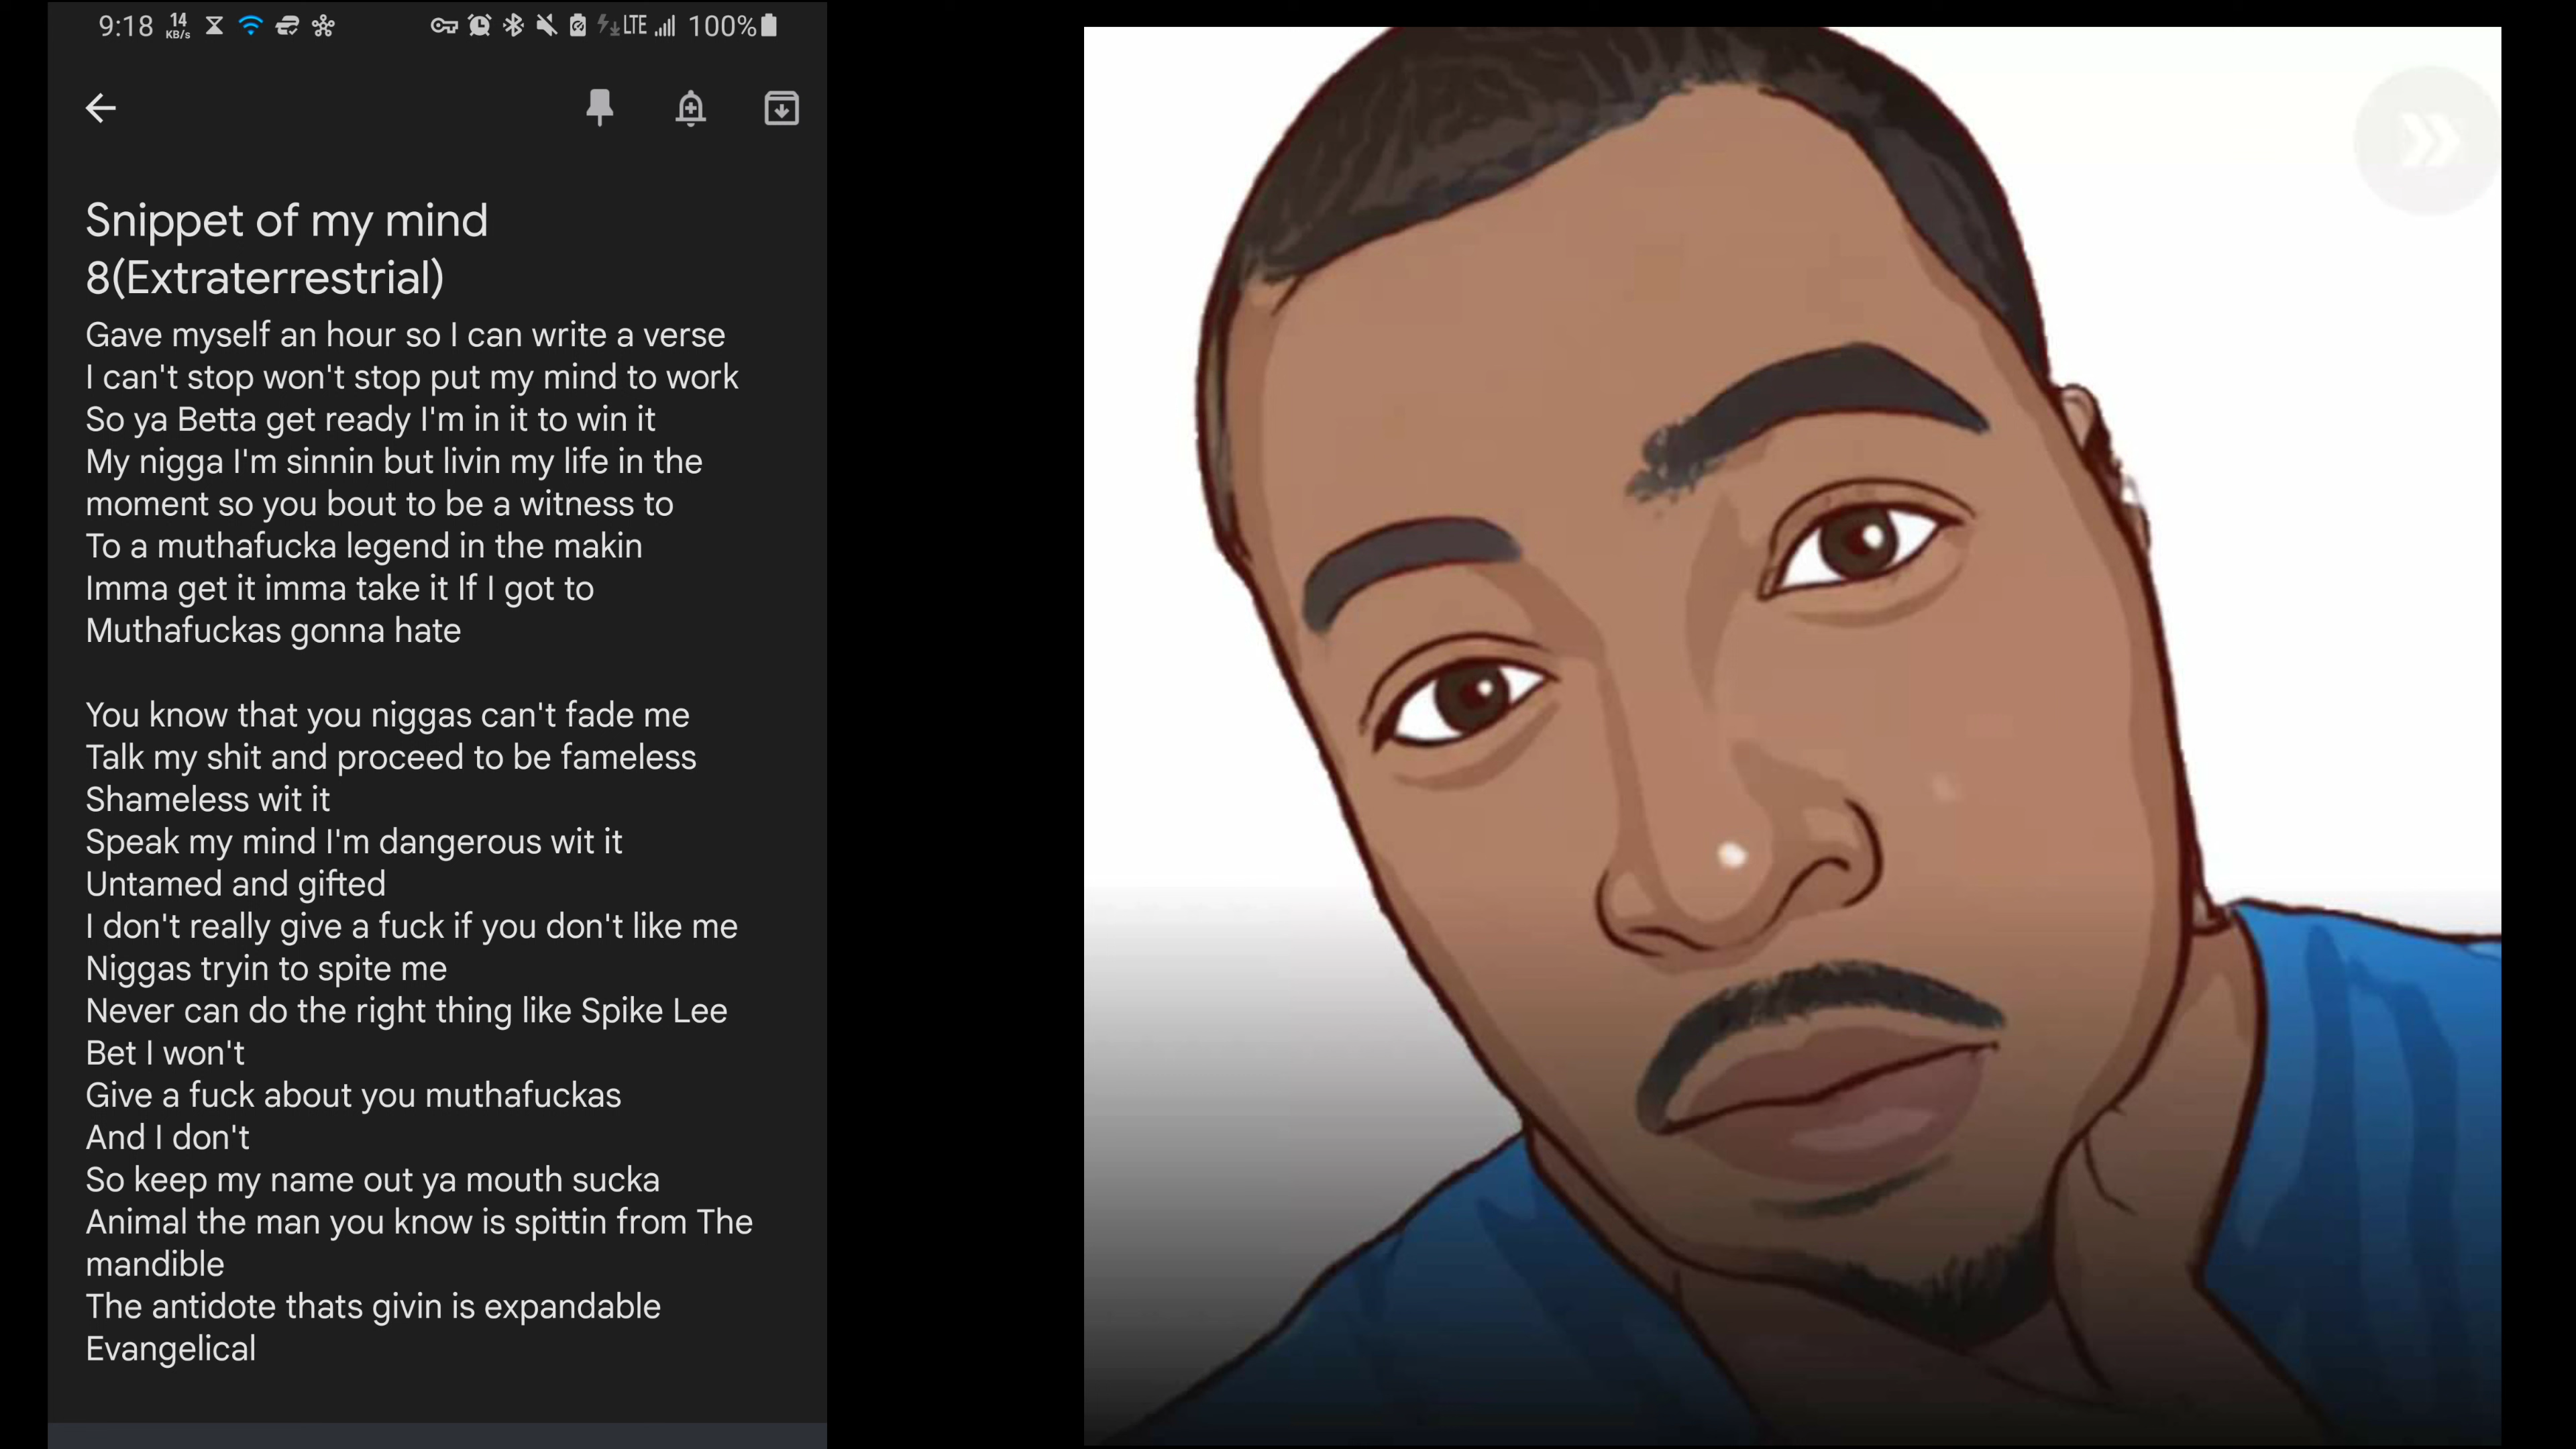 9:18 14 KB/s LTE 100%
Snippet of my mind
8(Extraterrestrial)
Gave myself an hour so I can write a verse
I can't stop won't stop put my mind to work
So ya Betta get ready I'm in it to win it
My nigga I'm sinnin but livin my life in the
moment so you bout to be a witness to
To a muthafucka legend in the makin
Imma get it imma take it If I got to
Muthafuckas gonna hate
You know that you niggas can't fade me
Talk my shit and proceed to be fameless
Shameless wit it
Speak my mind I'm dangerous wit it
Untamed and gifted
I don't really give a fuck if you don't like me
Niggas tryin to spite me
Never can do the right thing like Spike Lee
Bet I won't
Give a fuck about you muthafuckas
And I don't
So keep my name out ya mouth sucka
Animal the man you know is spittin from The
mandible
The antidote thats givin is expandable
Evangelical